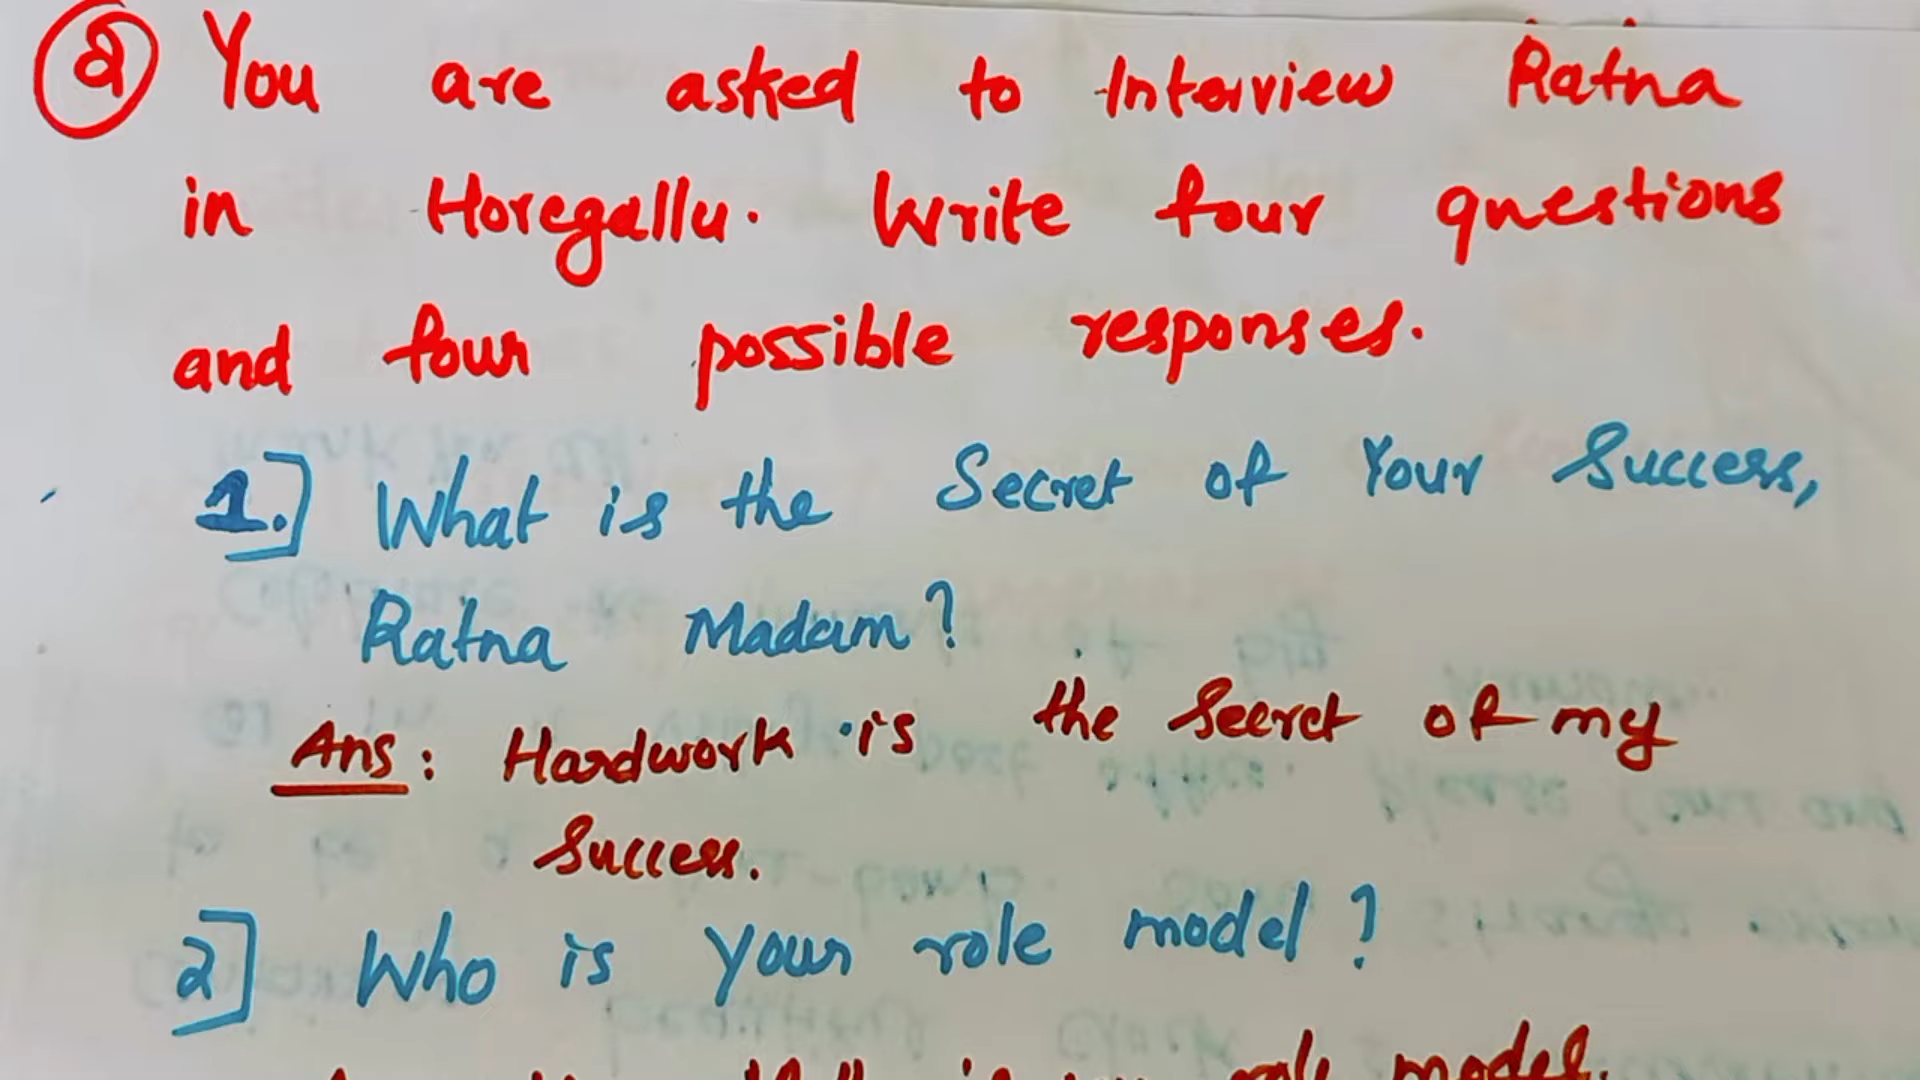 2 You are asked to Interview Ratna
in Horegallu. Write four questions
and four possible responses.
1.] What is the Secret of Your Success,
Ratna Madam?
Ans: Hardwork is the Secret of my
Success.
2] Who is your role model?
role model.